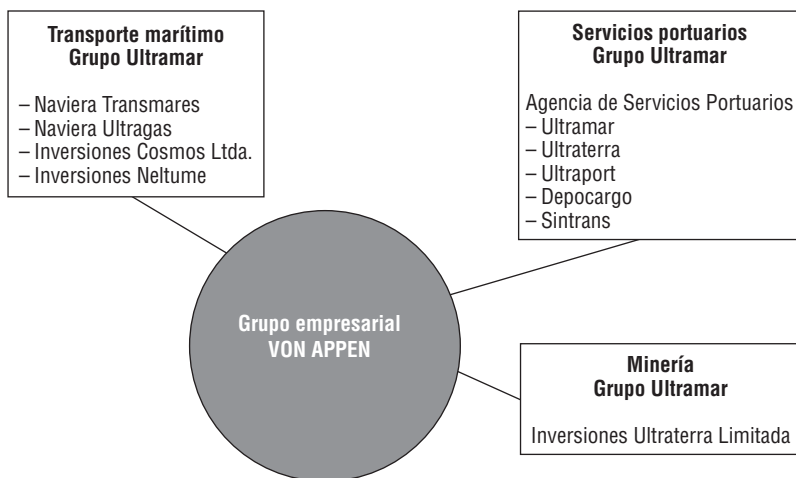 Transporte marítimo
Grupo Ultramar
– Naviera Transmares
– Naviera Ultragas
– Inversiones Cosmos Ltda.
– Inversiones Neltume
Servicios portuarios
Grupo Ultramar
Agencia de Servicios Portuarios
– Ultramar
– Ultraterra
– Ultraport
– Depocargo
– Sintrans
Grupo empresarial
VON APPEN
Minería
Grupo Ultramar
Inversiones Ultraterra Limitada